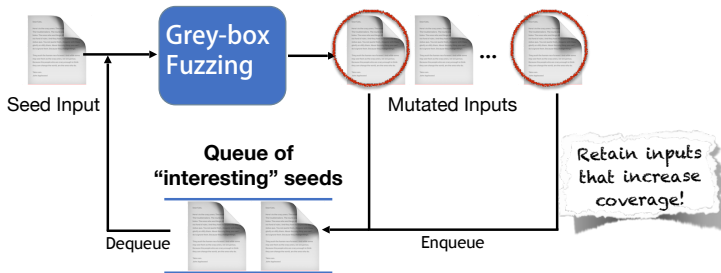 Grey-box
Fuzzing
...
Seed Input
Mutated Inputs
Queue of
“interesting” seeds
Retain inputs
that increase
coverage!
Dequeue
Enqueue